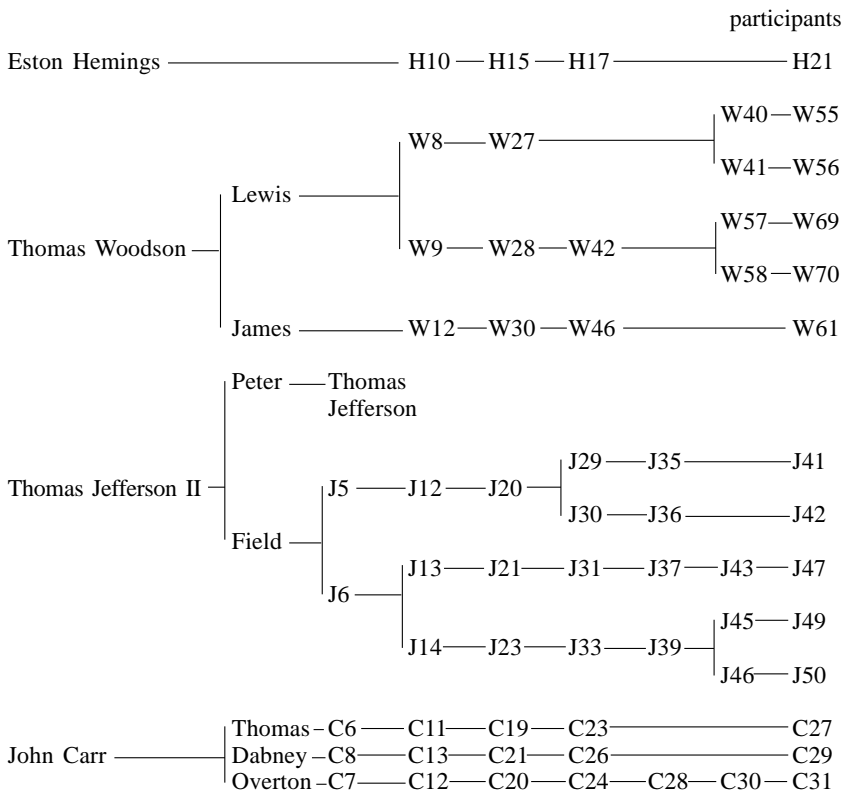 participants
Eston Hemings H10 H15 H17 H21
W40 W55
W8 W27
W41 W56
Lewis
W57 W69
Thomas Woodson W9 W28 W42
W58 W70
James W12 W30 W46 W61
Peter Thomas
Jefferson
J29 J35 J41
Thomas Jefferson II J5 J12 J20
J30 J36 J42
Field
J13 J21 J31 J37 J43 J47
J6
J45 J49
J14 J23 J33 J39
J46 J50
Thomas C6 C11 C19 C23 C27
John Carr Dabney C8 C13 C21 C26 C29
Overton C7 C12 C20 C24 C28 C30 C31